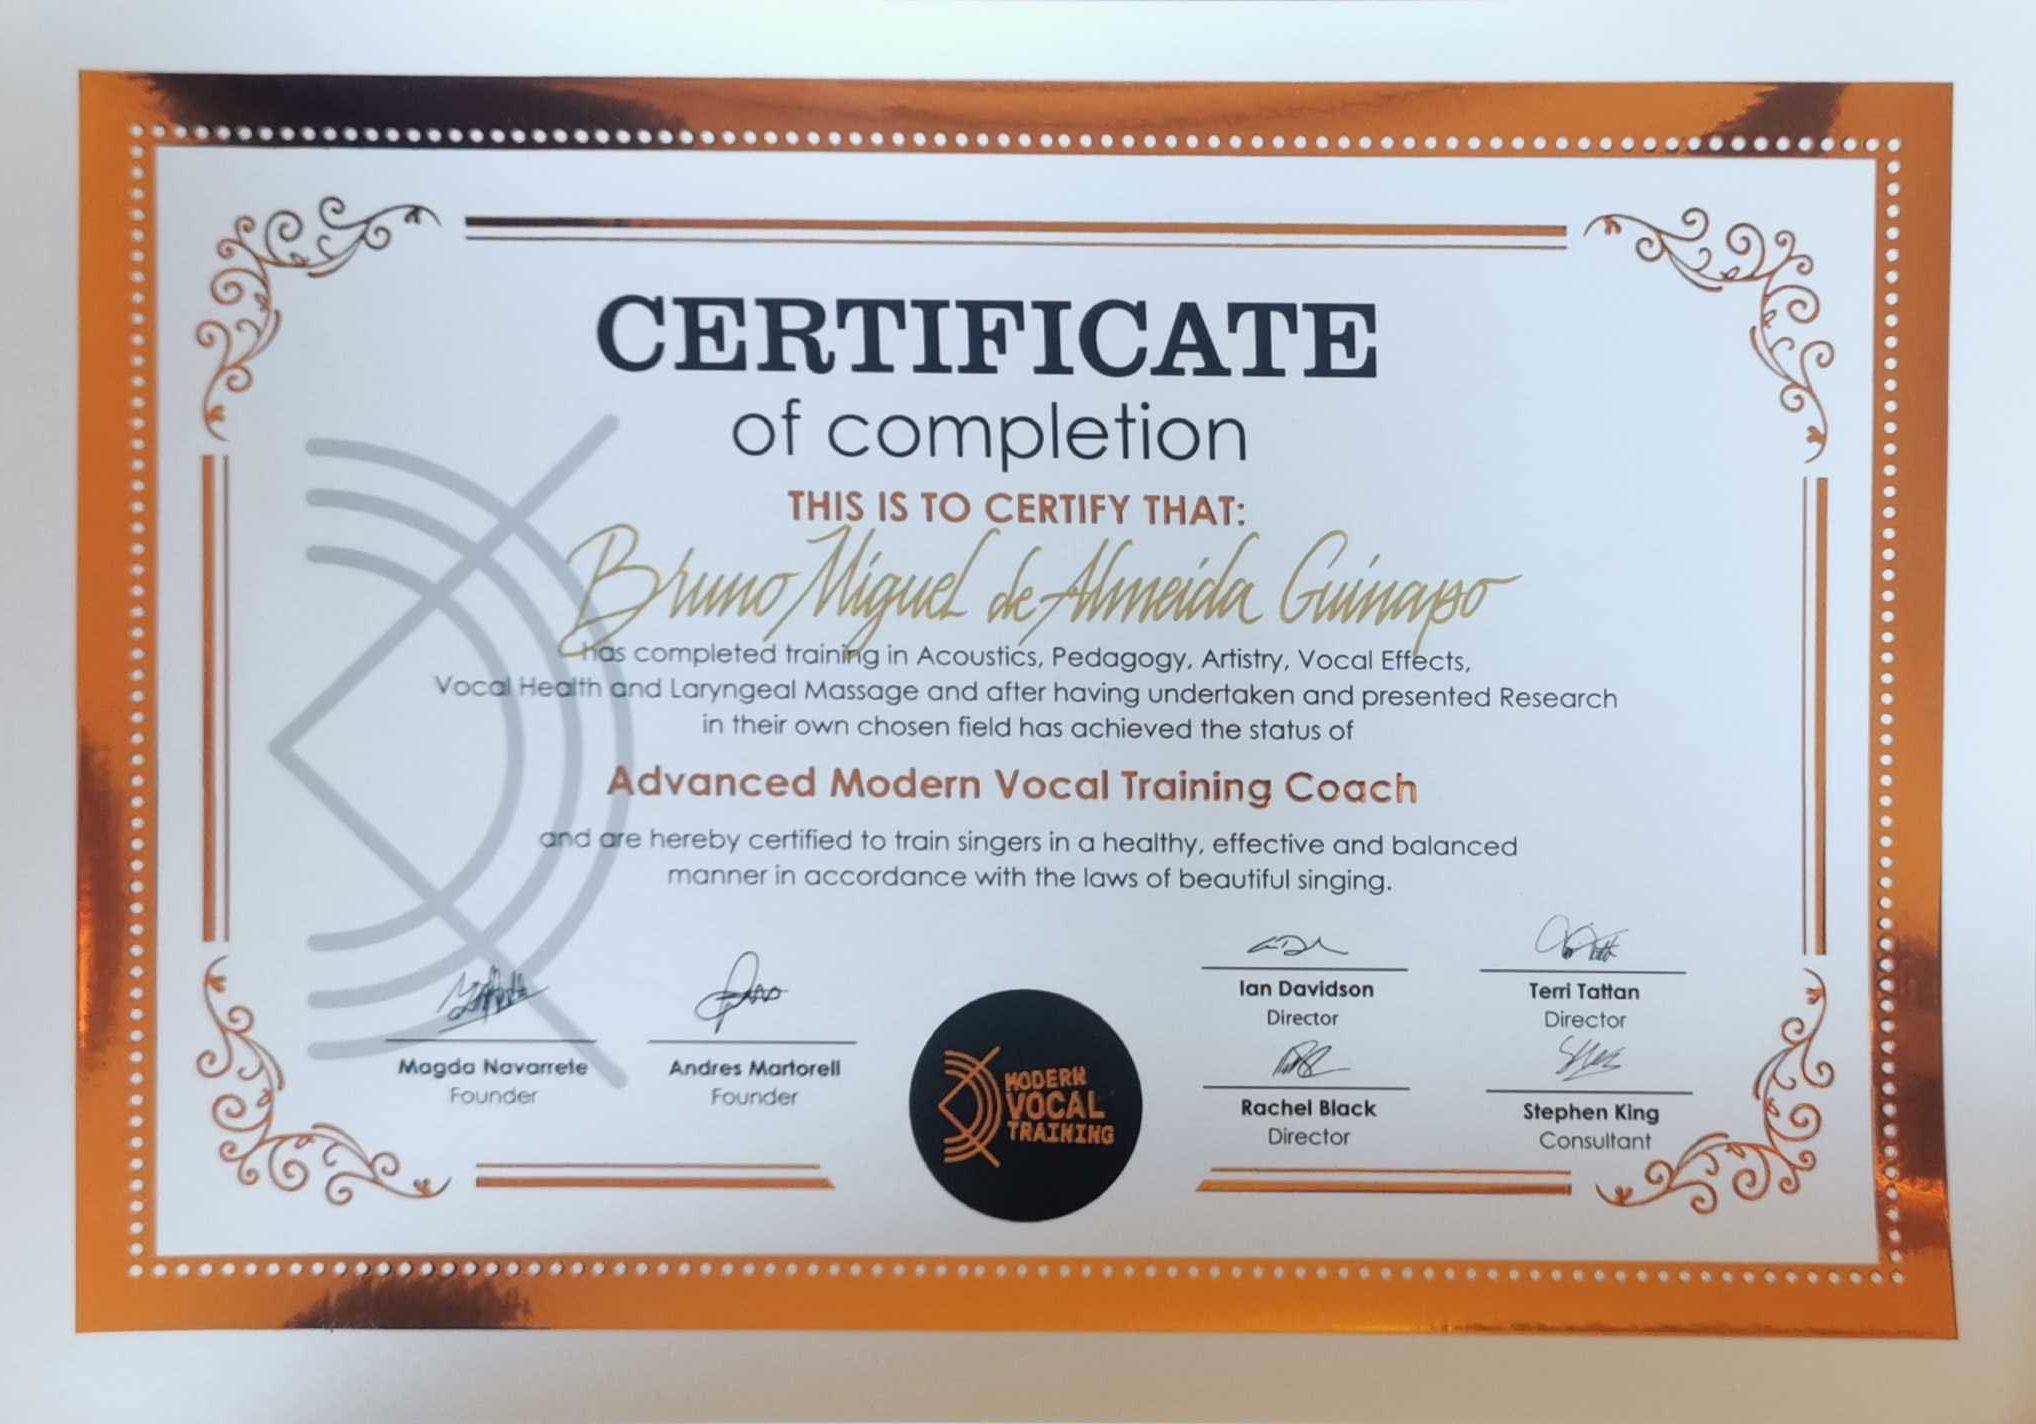 CERTIFICATE
of completion
THIS IS TO CERTIFY THAT:
Bruno Miguel de Almeida Guinapo
has completed training in Acoustics, Pedagogy, Artistry, Vocal Effects,
Vocal Health and Laryngeal Massage and after having undertaken and presented Research
in their own chosen field has achieved the status of
Advanced Modern Vocal Training Coach
and are hereby certified to train singers in a healthy, effective and balanced
manner in accordance with the laws of beautiful singing.
Magda Navarrete
Founder
Andres Martorell
Founder
MODERN
VOCAL
TRAINING
Ian Davidson
Director
Terri Tattan
Director
Rachel Black
Director
Stephen King
Consultant